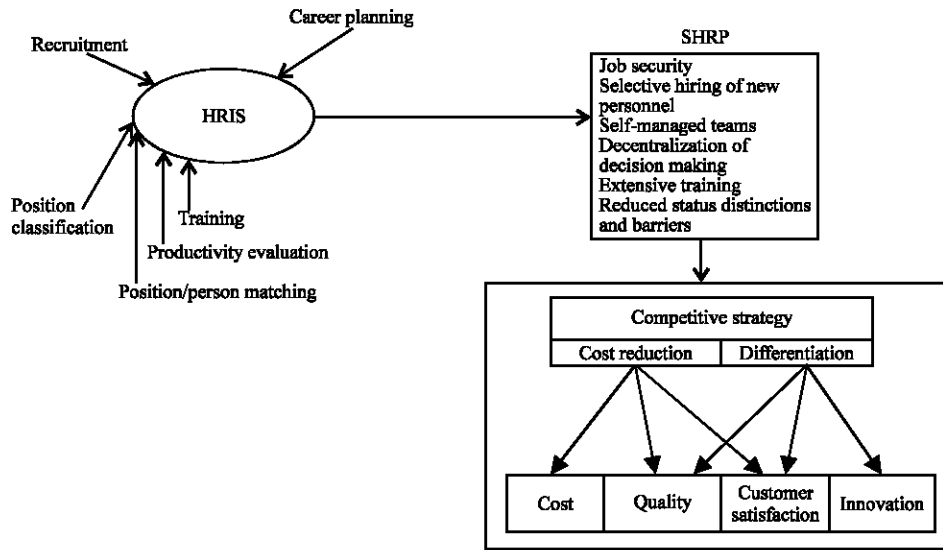 Career planning
Recruitment
HRIS
Position
classification
Training
Productivity evaluation
Position/person matching
SHRP
Job security
Selective hiring of new
personnel
Self-managed teams
Decentralization of
decision making
Extensive training
Reduced status distinctions
and barriers
Competitive strategy
Cost reduction
Differentiation
Cost
Quality
Customer
satisfaction
Innovation